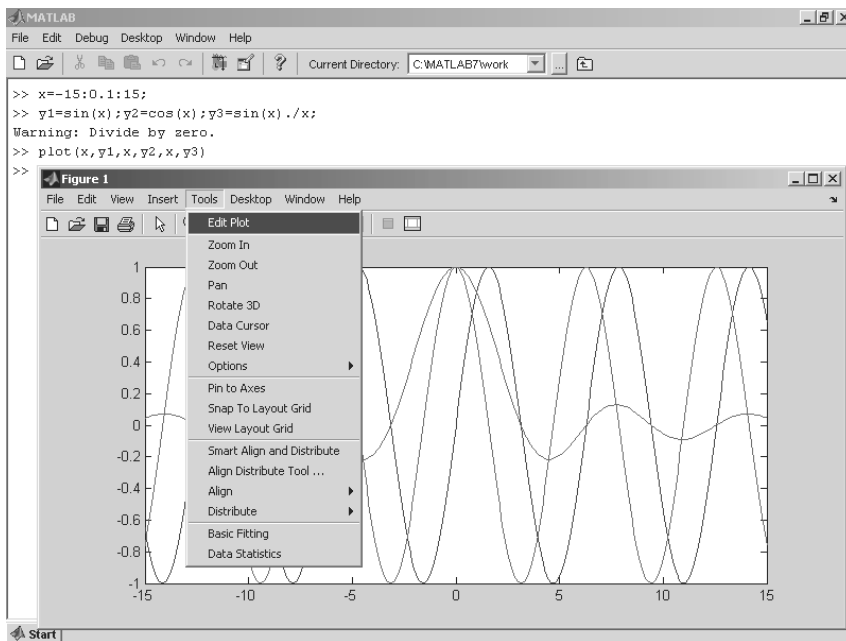 MATLAB
File Edit Debug Desktop Window Help
Current Directory: C:\MATLAB7\work ...
>> x=-15:0.1:15;
>> y1=sin(x);y2=cos(x);y3=sin(x)./x;
Warning: Divide by zero.
>> plot(x,y1,x,y2,x,y3)
>>
Figure 1
File Edit View Insert Tools Desktop Window Help
Edit Plot
Zoom In
Zoom Out
Pan
Rotate 3D
Data Cursor
Reset View
Options
Pin to Axes
Snap To Layout Grid
View Layout Grid
Smart Align and Distribute
Align Distribute Tool ...
Align
Distribute
Basic Fitting
Data Statistics
1
0.8
0.6
0.4
0.2
0
-0.2
-0.4
-0.6
-0.8
-1
-15 -10 -5 0 5 10 15
Start